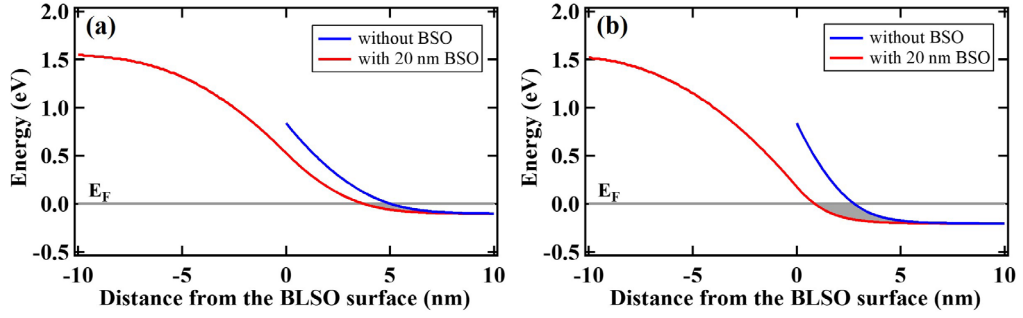 (a)
without BSO
with 20 nm BSO
Energy (eV)
2.0
1.5
1.0
0.5
0.0
-0.5
E_F
-10
-5
0
5
10
Distance from the BLSO surface (nm)
(b)
without BSO
with 20 nm BSO
Energy (eV)
2.0
1.5
1.0
0.5
0.0
-0.5
E_F
-10
-5
0
5
10
Distance from the BLSO surface (nm)